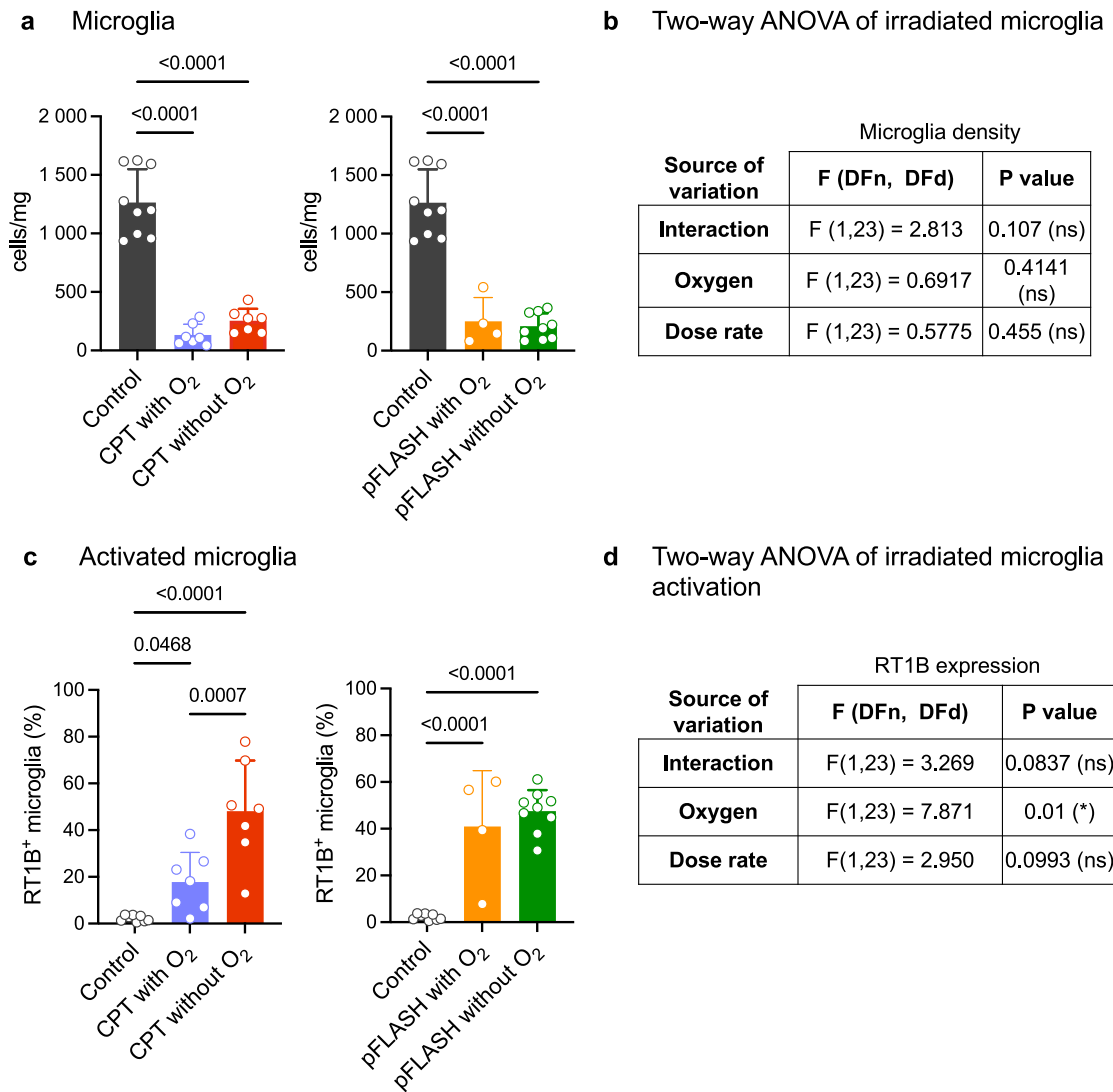 a Microglia
<0.0001
<0.0001
2 000
1 500
1 000
500
0
cells/mg
Control
CPT with O₂
CPT without O₂
<0.0001
<0.0001
2 000
1 500
1 000
500
0
cells/mg
Control
pFLASH with O₂
pFLASH without O₂
b Two-way ANOVA of irradiated microglia
Microglia density
Source of
variation
F (DFn, DFd)
P value
Interaction
F (1,23) = 2.813
0.107 (ns)
Oxygen
F (1,23) = 0.6917
0.4141
(ns)
Dose rate
F (1,23) = 0.5775
0.455 (ns)
c Activated microglia
<0.0001
0.0468
0.0007
100
80
60
40
20
0
RT1B⁺ microglia (%)
Control
CPT with O₂
CPT without O₂
<0.0001
<0.0001
100
80
60
40
20
0
RT1B⁺ microglia (%)
Control
pFLASH with O₂
pFLASH without O₂
d Two-way ANOVA of irradiated microglia
activation
RT1B expression
Source of
variation
F (DFn, DFd)
P value
Interaction
F(1,23) = 3.269
0.0837 (ns)
Oxygen
F(1,23) = 7.871
0.01 (*)
Dose rate
F(1,23) = 2.950
0.0993 (ns)